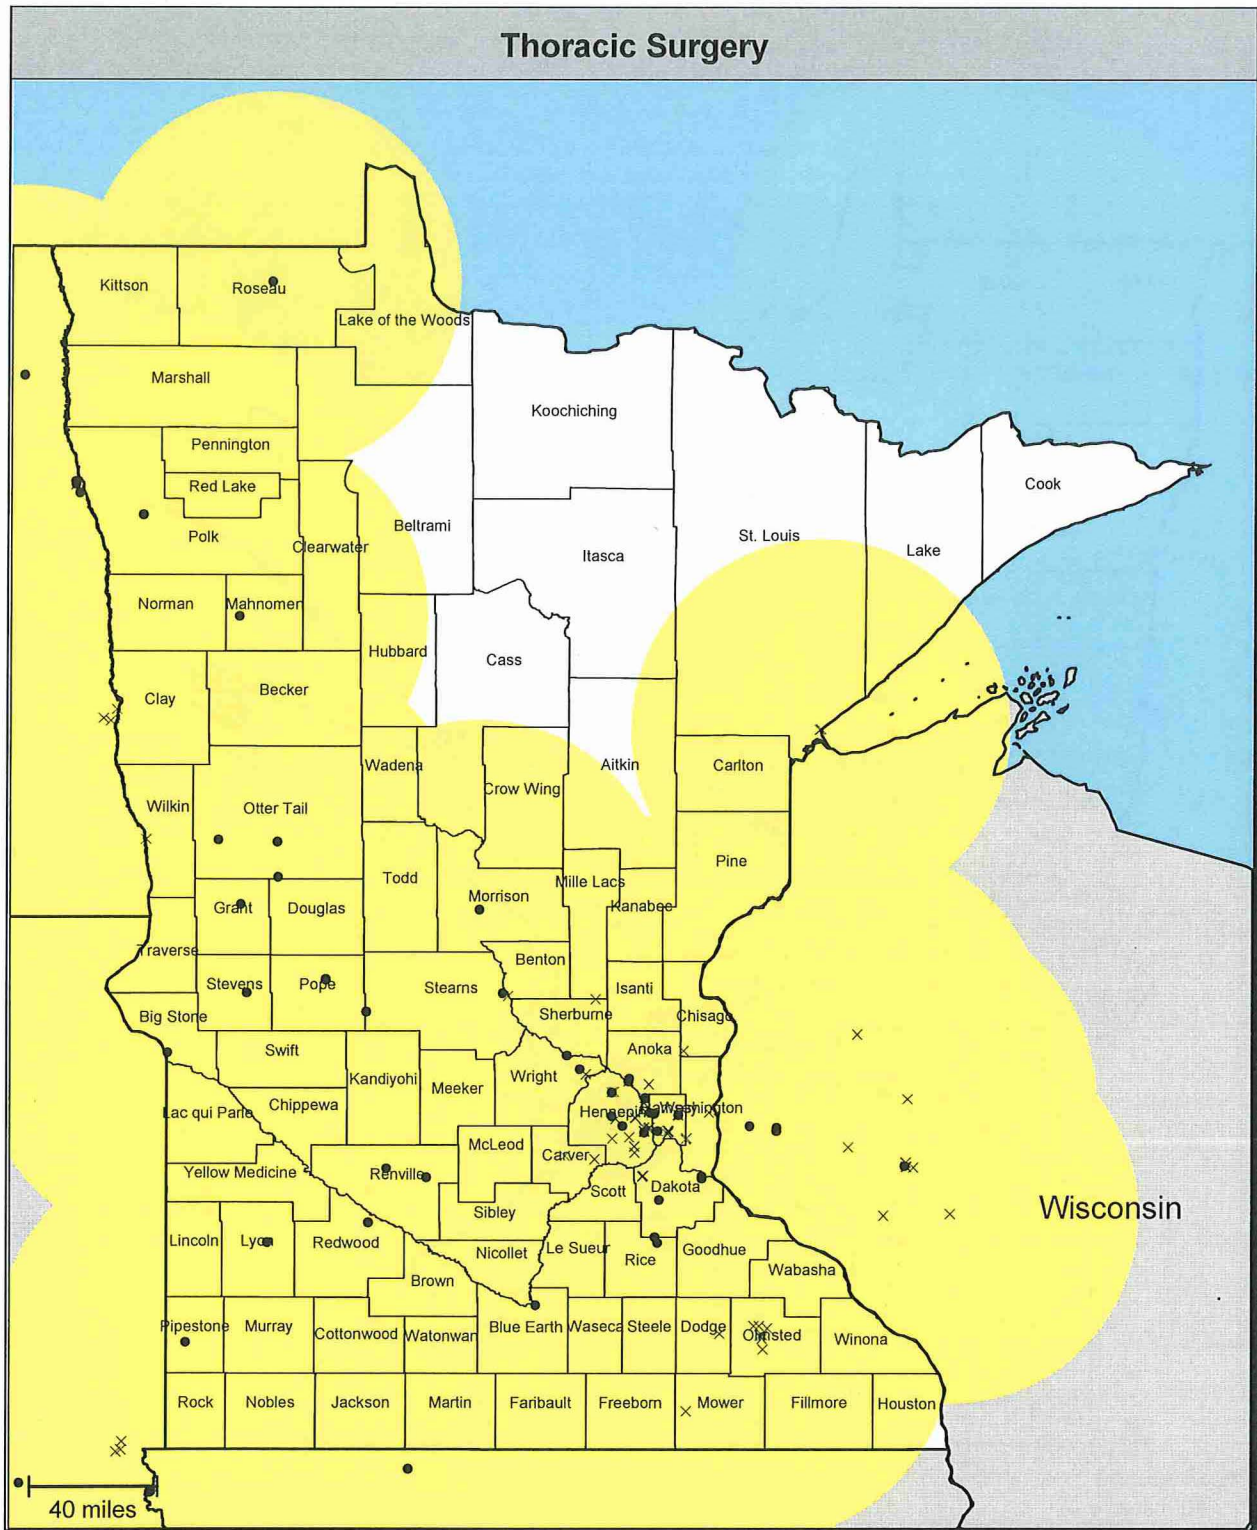 Thoracic Surgery
Kittson
Roseau
Lake of the Woods
Marshall
Koochiching
Pennington
Red Lake
Cook
Polk
Clearwater
Beltrami
St. Louis
Itasca
Lake
Norman
Mahnomen
Hubbard
Cass
Clay
Becker
Wadena
Crow Wing
Aitkin
Carlton
Wilkin
Otter Tail
Todd
Pine
Morrison
Mille Lacs
Kanabec
Grant
Douglas
Traverse
Benton
Stevens
Pope
Stearns
Isanti
Big Stone
Sherburne
Chisago
Swift
Anoka
Kandiyohi
Meeker
Wright
Lac qui Parle
Chippewa
Hennepin
Washington
McLeod
Carver
Yellow Medicine
Renville
Scott
Dakota
Sibley
Wisconsin
Lincoln
Lyon
Redwood
Nicollet
Le Sueur
Rice
Goodhue
Brown
Wabasha
Pipestone
Murray
Cottonwood
Watonwan
Blue Earth
Waseca
Steele
Dodge
Olmsted
Winona
Rock
Nobles
Jackson
Martin
Faribault
Freeborn
Mower
Fillmore
Houston
40 miles